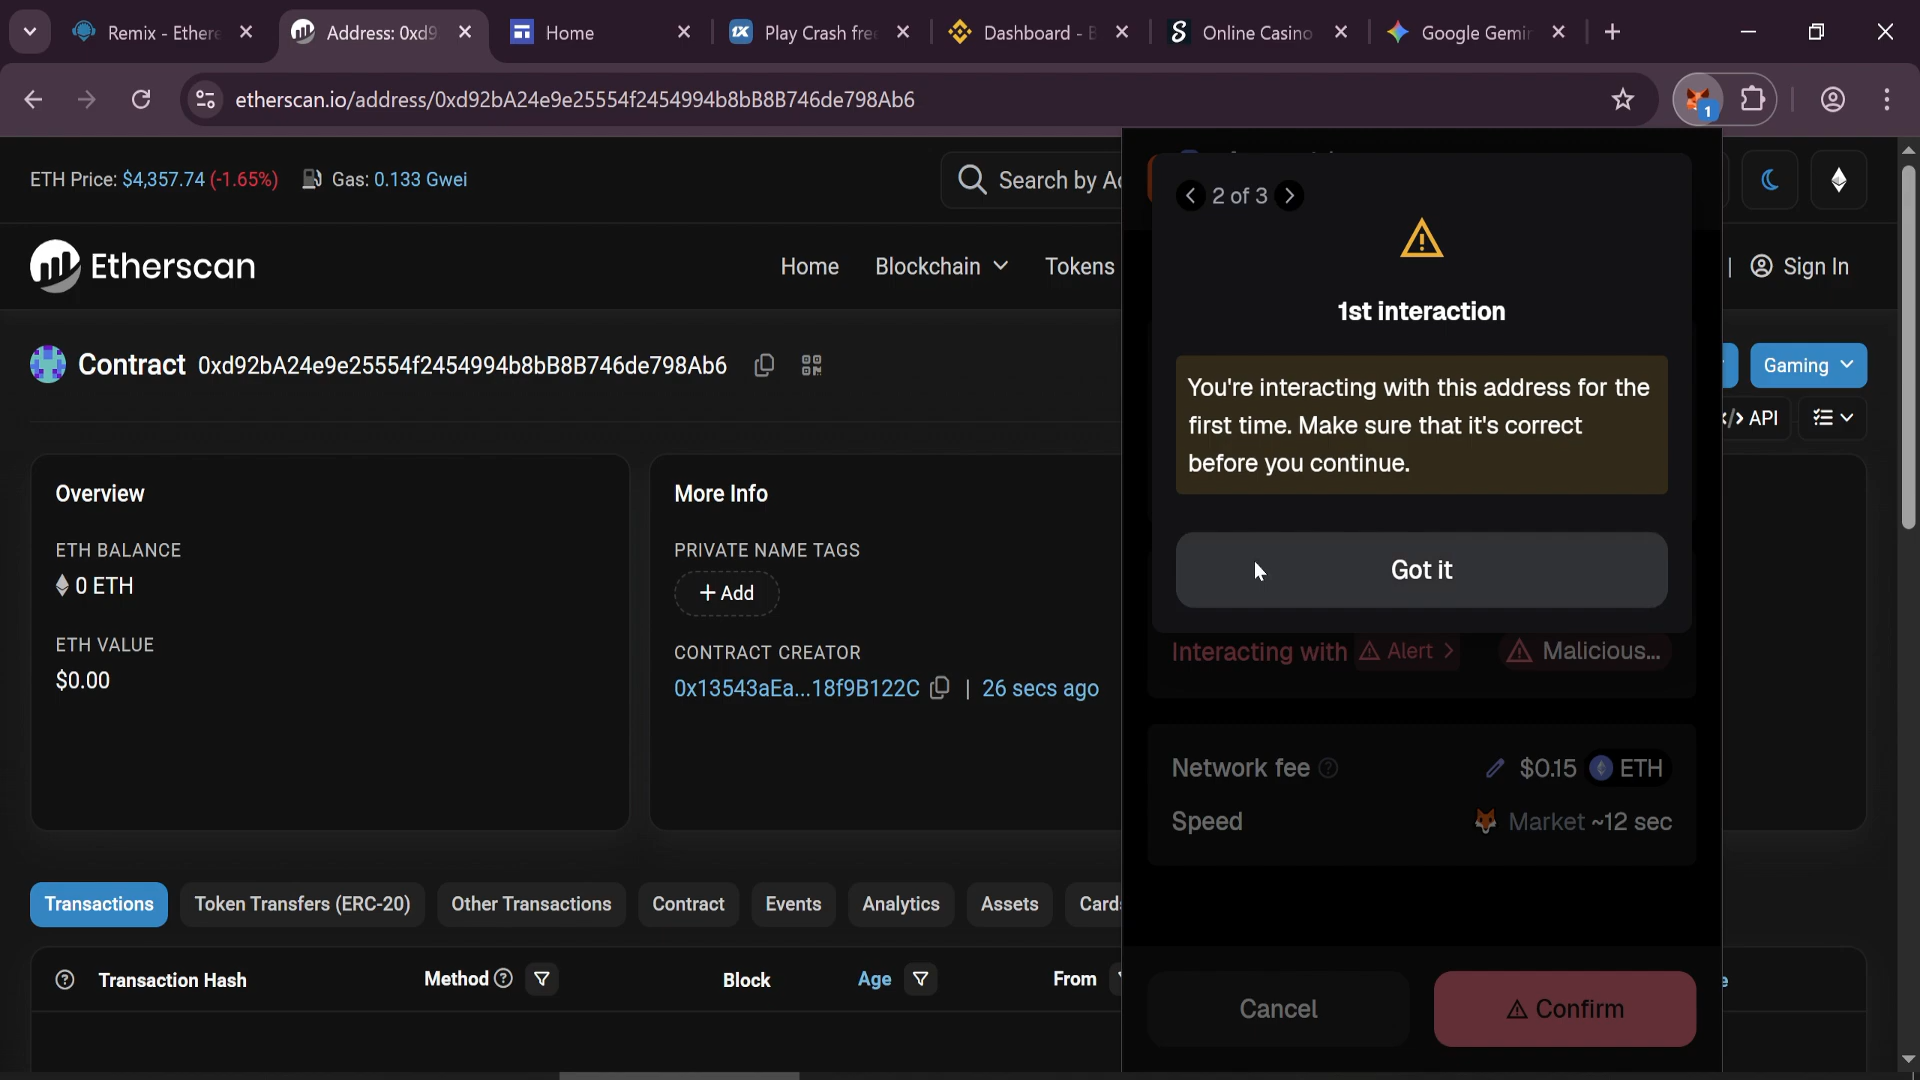 Remix - Ethere
Address: 0xd9
Home
Play Crash fre
Dashboard - B
Online Casino
Google Gemin
etherscan.io/address/0xd92bA24e9e25554f2454994b8bB8B746de798Ab6
1
ETH Price: $4,357.74 (-1.65%)
Gas: 0.133 Gwei
Search by Ad
Etherscan
Home
Blockchain
Tokens
| Sign In
Contract 0xd92bA24e9e25554f2454994b8bB8B746de798Ab6
Gaming
</> API
Overview
ETH BALANCE
0 ETH
ETH VALUE
$0.00
More Info
PRIVATE NAME TAGS
+ Add
CONTRACT CREATOR
0x13543aEa...18f9B122C | 26 secs ago
Transactions
Token Transfers (ERC-20)
Other Transactions
Contract
Events
Analytics
Assets
Cards
Transaction Hash
Method
Block
Age
From
2 of 3
1st interaction
You're interacting with this address for the
first time. Make sure that it's correct
before you continue.
Got it
Interacting with Alert > Malicious...
Network fee $0.15 ETH
Speed Market ~12 sec
Cancel
Confirm